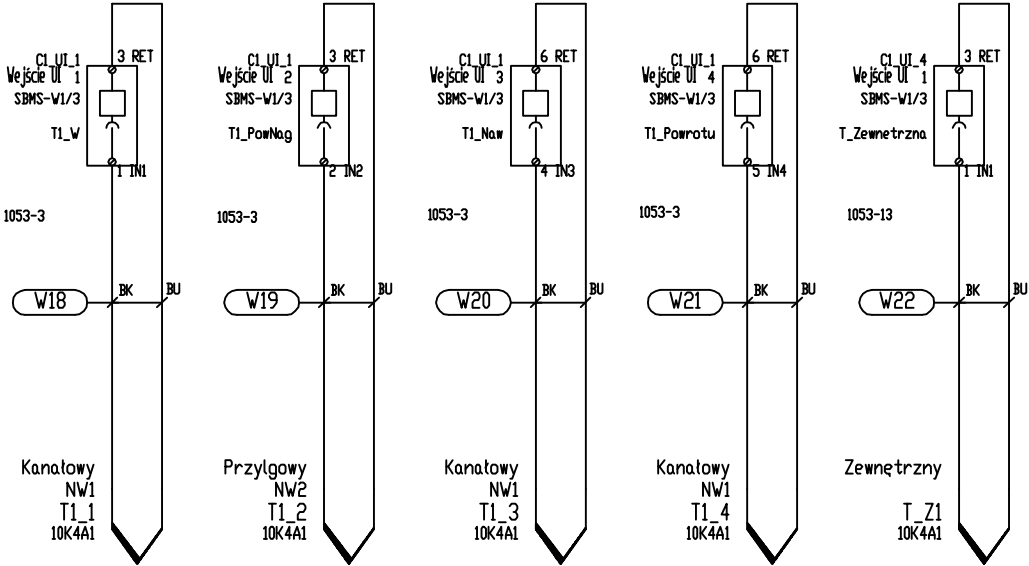 C1_UI_1
3 RET
Wejście UI 1
SBMS-W1/3
T1_W
1 IN1
1053-3
W18
BK
BU
Kanałowy
NW1
T1_1
10K4A1
C1_UI_1
3 RET
Wejście UI 2
SBMS-W1/3
T1_PowNag
2 IN2
1053-3
W19
BK
BU
Przylgowy
NW2
T1_2
10K4A1
C1_UI_1
6 RET
Wejście UI 3
SBMS-W1/3
T1_Naw
4 IN3
1053-3
W20
BK
BU
Kanałowy
NW1
T1_3
10K4A1
C1_UI_1
6 RET
Wejście UI 4
SBMS-W1/3
T1_Powrotu
5 IN4
1053-3
W21
BK
BU
Kanałowy
NW1
T1_4
10K4A1
C1_UI_4
3 RET
Wejście UI 1
SBMS-W1/3
T_Zewnetrzna
1 IN1
1053-13
W22
BK
BU
Zewnętrzny
T_Z1
10K4A1